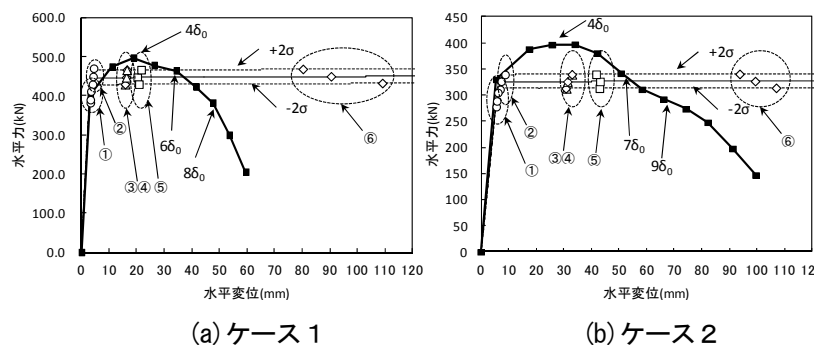 水平力(kN)
600.0
500.0
400.0
300.0
200.0
100.0
0.0
4δ₀
+2σ
-2σ
①
②
③④
⑤
⑥
6δ₀
8δ₀
0 10 20 30 40 50 60 70 80 90 100 110 120
水平変位(mm)
(a) ケース１
水平力(kN)
450
400
350
300
250
200
150
100
50
0
4δ₀
+2σ
-2σ
②
①
③④
⑤
⑥
7δ₀
9δ₀
0 10 20 30 40 50 60 70 80 90 100 110 120
水平変位(mm)
(b) ケース２